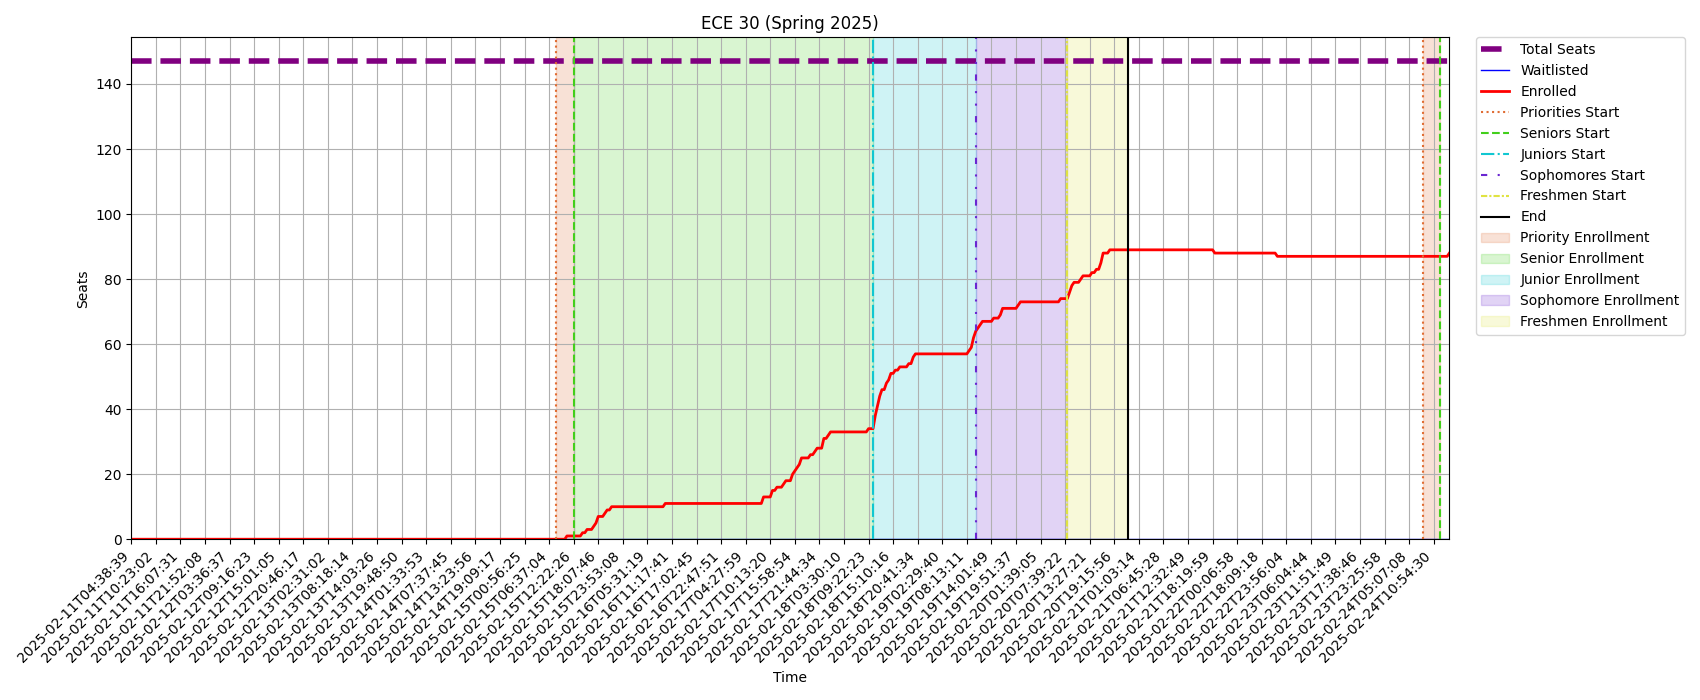 ECE 30 (Spring 2025)
Total Seats
Waitlisted
Enrolled
Priorities Start
Seniors Start
Juniors Start
Sophomores Start
Freshmen Start
End
Priority Enrollment
Senior Enrollment
Junior Enrollment
Sophomore Enrollment
Freshmen Enrollment
Seats
140
120
100
80
60
40
20
0
2025-02-11T04:38:39
2025-02-11T10:23:02
2025-02-11T16:07:31
2025-02-11T21:52:08
2025-02-12T03:36:37
2025-02-12T09:16:23
2025-02-12T15:01:05
2025-02-12T20:46:17
2025-02-13T02:31:02
2025-02-13T08:18:14
2025-02-13T14:03:26
2025-02-13T19:48:50
2025-02-14T01:33:53
2025-02-14T07:37:45
2025-02-14T13:23:56
2025-02-14T19:09:17
2025-02-15T00:56:25
2025-02-15T06:37:04
2025-02-15T12:22:26
2025-02-15T18:07:46
2025-02-15T23:53:08
2025-02-16T05:31:19
2025-02-16T11:17:41
2025-02-16T17:02:45
2025-02-16T22:47:51
2025-02-17T04:27:59
2025-02-17T10:13:20
2025-02-17T15:58:54
2025-02-17T21:44:34
2025-02-18T03:30:10
2025-02-18T09:22:23
2025-02-18T15:10:16
2025-02-18T20:41:34
2025-02-19T02:29:40
2025-02-19T08:13:11
2025-02-19T14:01:49
2025-02-19T19:51:37
2025-02-20T01:39:05
2025-02-20T07:39:22
2025-02-20T13:27:21
2025-02-20T19:15:56
2025-02-21T01:03:14
2025-02-21T06:45:28
2025-02-21T12:32:49
2025-02-21T18:19:59
2025-02-22T00:06:58
2025-02-22T18:09:18
2025-02-22T23:56:04
2025-02-23T06:04:44
2025-02-23T11:51:49
2025-02-23T17:38:46
2025-02-23T23:25:58
2025-02-24T05:07:08
2025-02-24T10:54:30
Time